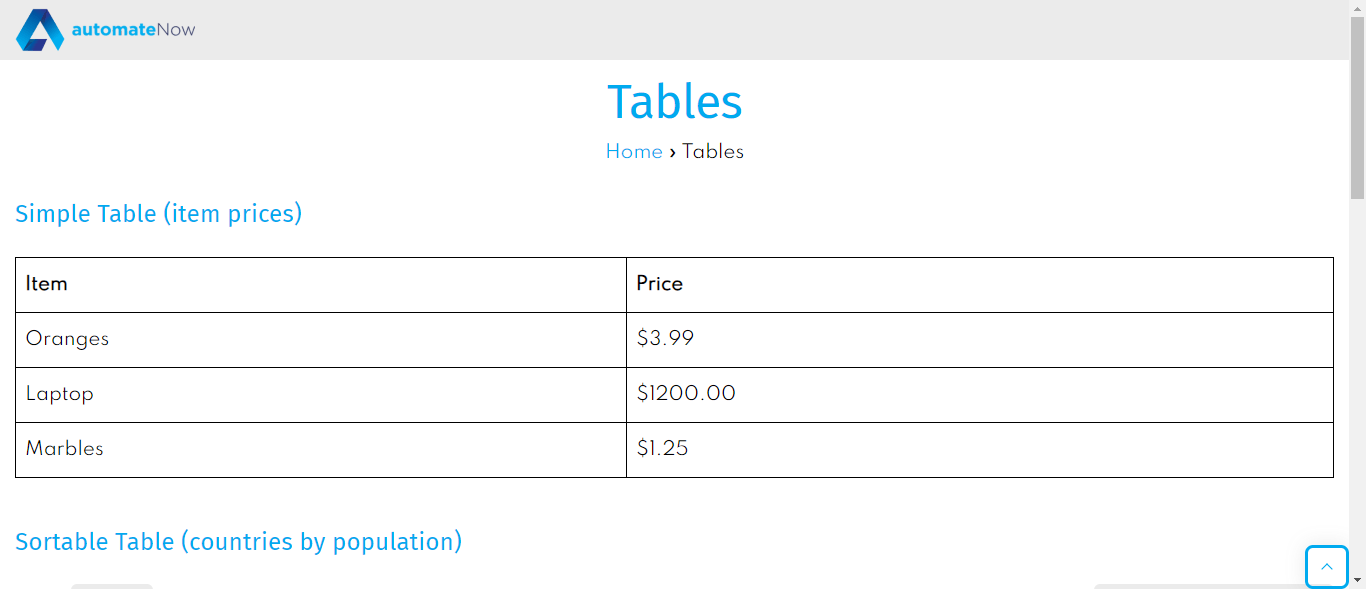 automateNow
Tables
Home › Tables
Simple Table (item prices)
Item Price
Oranges $3.99
Laptop $1200.00
Marbles $1.25
Sortable Table (countries by population)